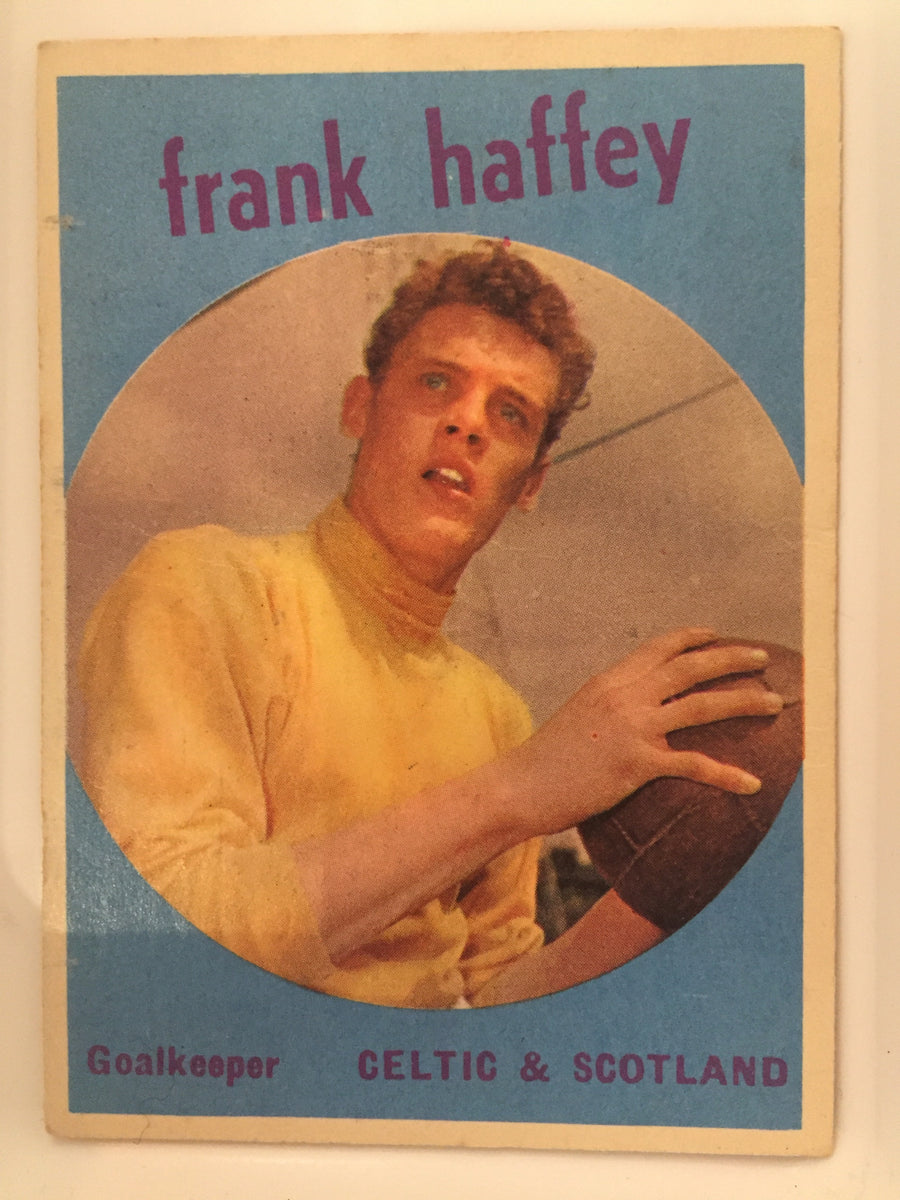 frank haffey
Goalkeeper CELTIC & SCOTLAND